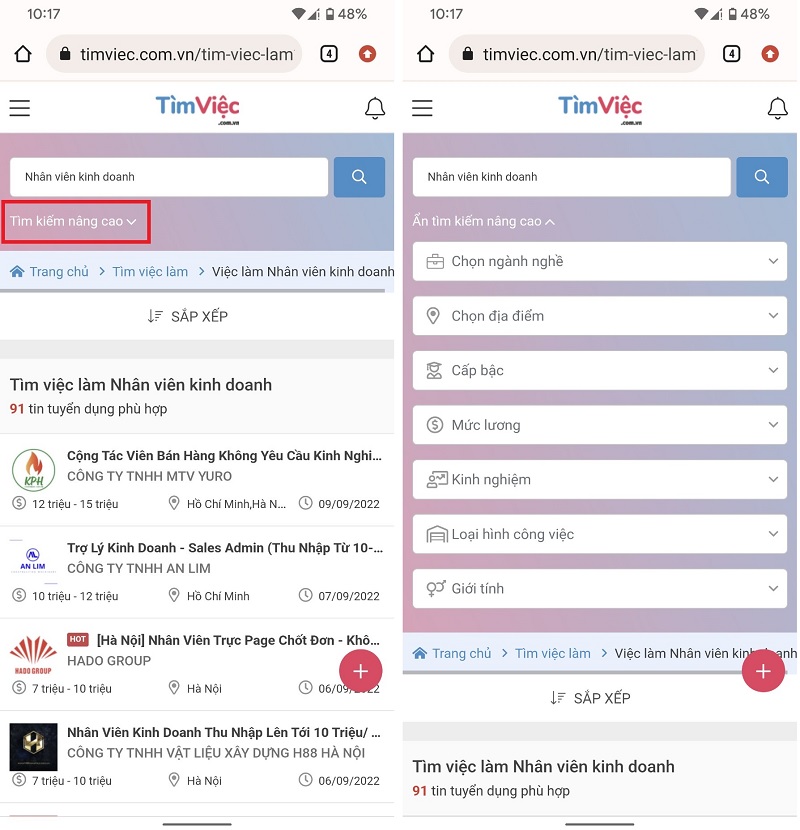 10:17
48%
timviec.com.vn/tim-viec-lam
4
TìmViệc
.com.vn
Nhân viên kinh doanh
Tìm kiếm nâng cao
Trang chủ > Tìm việc làm > Việc làm Nhân viên kinh doanh
SẮP XẾP
Tìm việc làm Nhân viên kinh doanh
91 tin tuyển dụng phù hợp
KPH
Cộng Tác Viên Bán Hàng Không Yêu Cầu Kinh Nghi...
CÔNG TY TNHH MTV YURO
12 triệu - 15 triệu
Hồ Chí Minh,Hà N...
09/09/2022
AN LIM
Trợ Lý Kinh Doanh - Sales Admin (Thu Nhập Từ 10-...
CÔNG TY TNHH AN LIM
10 triệu - 12 triệu
Hồ Chí Minh
07/09/2022
HADO GROUP
HOT [Hà Nội] Nhân Viên Trực Page Chốt Đơn - Khô...
HADO GROUP
7 triệu - 10 triệu
Hà Nội
06/09/2022
Nhân Viên Kinh Doanh Thu Nhập Lên Tới 10 Triệu/ ...
CÔNG TY TNHH VẬT LIỆU XÂY DỰNG H88 HÀ NỘI
7 triệu - 10 triệu
Hà Nội
06/09/2022
10:17
48%
timviec.com.vn/tim-viec-lam
4
TìmViệc
.com.vn
Nhân viên kinh doanh
Ẩn tìm kiếm nâng cao
Chọn ngành nghề
Chọn địa điểm
Cấp bậc
Mức lương
Kinh nghiệm
Loại hình công việc
Giới tính
Trang chủ > Tìm việc làm > Việc làm Nhân viên kinh doanh
SẮP XẾP
Tìm việc làm Nhân viên kinh doanh
91 tin tuyển dụng phù hợp